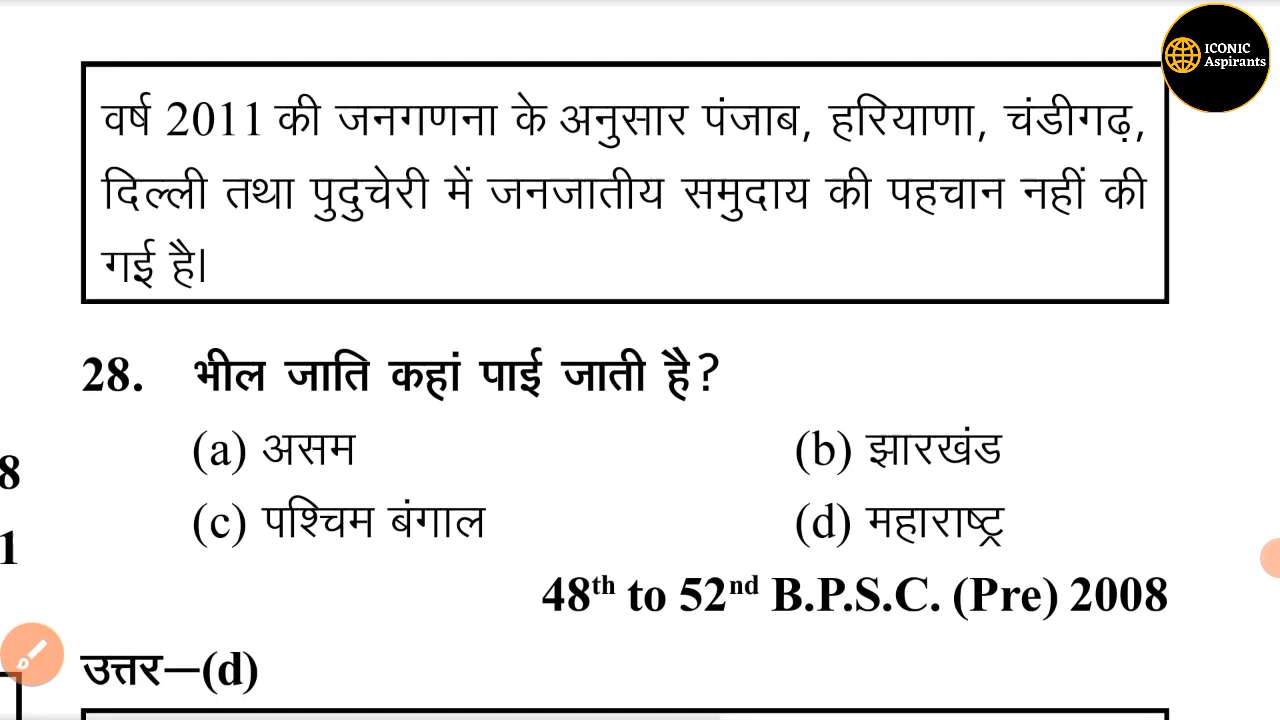 ICONIC
Aspirants
वर्ष 2011 की जनगणना के अनुसार पंजाब, हरियाणा, चंडीगढ़,
दिल्ली तथा पुदुचेरी में जनजातीय समुदाय की पहचान नहीं की
गई है।
28. भील जाति कहां पाई जाती है?
(a) असम (b) झारखंड
8
(c) पश्चिम बंगाल (d) महाराष्ट्र
1
48th to 52nd B.P.S.C. (Pre) 2008
उत्तर—(d)